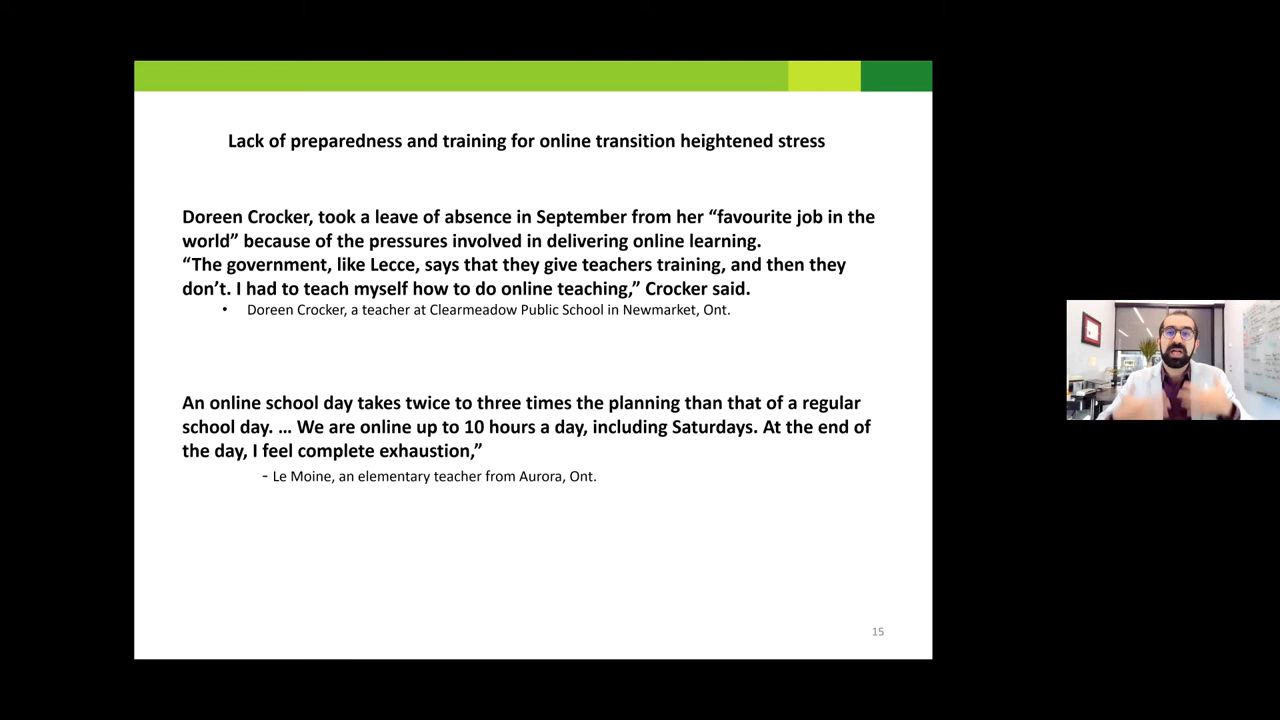 Lack of preparedness and training for online transition heightened stress
Doreen Crocker, took a leave of absence in September from her “favourite job in the
world” because of the pressures involved in delivering online learning.
“The government, like Lecce, says that they give teachers training, and then they
don’t. I had to teach myself how to do online teaching,” Crocker said.
• Doreen Crocker, a teacher at Clearmeadow Public School in Newmarket, Ont.
An online school day takes twice to three times the planning than that of a regular
school day. … We are online up to 10 hours a day, including Saturdays. At the end of
the day, I feel complete exhaustion,”
- Le Moine, an elementary teacher from Aurora, Ont.
15